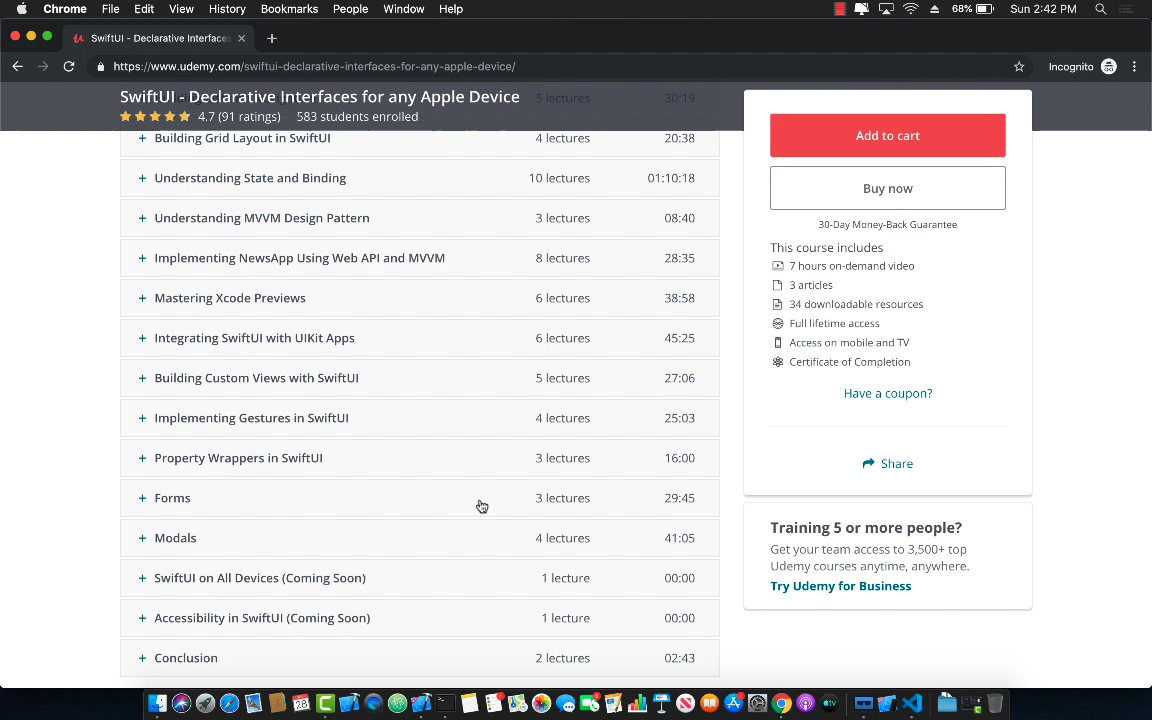 Chrome File Edit View History Bookmarks People Window Help 68% Sun 2:42 PM
SwiftUI - Declarative Interfaces
https://www.udemy.com/swiftui-declarative-interfaces-for-any-apple-device/ Incognito
SwiftUI - Declarative Interfaces for any Apple Device
4.7 (91 ratings) 583 students enrolled
5 lectures 30:19
+ Building Grid Layout in SwiftUI 4 lectures 20:38
+ Understanding State and Binding 10 lectures 01:10:18
+ Understanding MVVM Design Pattern 3 lectures 08:40
+ Implementing NewsApp Using Web API and MVVM 8 lectures 28:35
+ Mastering Xcode Previews 6 lectures 38:58
+ Integrating SwiftUI with UIKit Apps 6 lectures 45:25
+ Building Custom Views with SwiftUI 5 lectures 27:06
+ Implementing Gestures in SwiftUI 4 lectures 25:03
+ Property Wrappers in SwiftUI 3 lectures 16:00
+ Forms 3 lectures 29:45
+ Modals 4 lectures 41:05
+ SwiftUI on All Devices (Coming Soon) 1 lecture 00:00
+ Accessibility in SwiftUI (Coming Soon) 1 lecture 00:00
+ Conclusion 2 lectures 02:43
Add to cart
Buy now
30-Day Money-Back Guarantee
This course includes
7 hours on-demand video
3 articles
34 downloadable resources
Full lifetime access
Access on mobile and TV
Certificate of Completion
Have a coupon?
Share
Training 5 or more people?
Get your team access to 3,500+ top
Udemy courses anytime, anywhere.
Try Udemy for Business